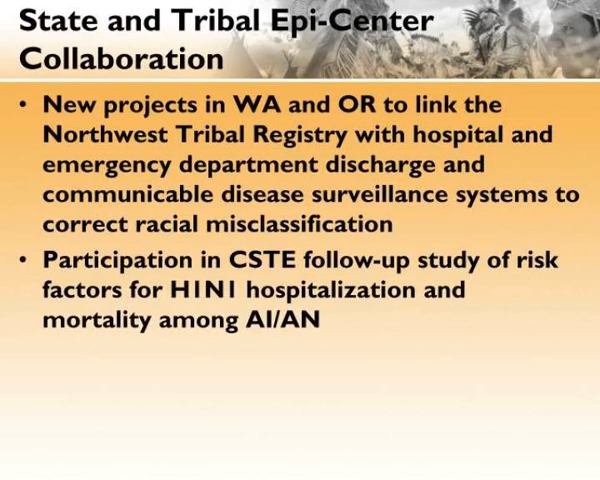 State and Tribal Epi-Center
Collaboration
• New projects in WA and OR to link the
Northwest Tribal Registry with hospital and
emergency department discharge and
communicable disease surveillance systems to
correct racial misclassification
• Participation in CSTE follow-up study of risk
factors for H1N1 hospitalization and
mortality among AI/AN